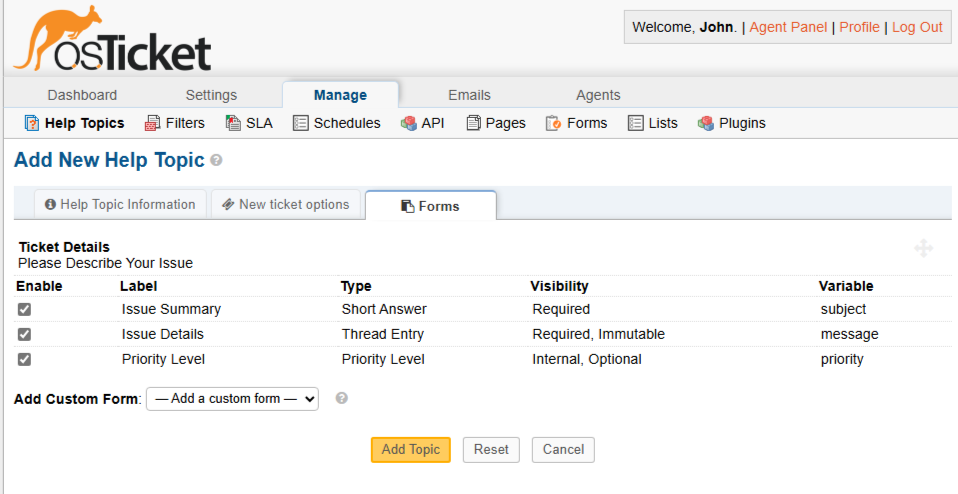 osTicket
Welcome, John. | Agent Panel | Profile | Log Out
Dashboard Settings Manage Emails Agents
Help Topics Filters SLA Schedules API Pages Forms Lists Plugins
Add New Help Topic
Help Topic Information New ticket options Forms
Ticket Details
Please Describe Your Issue
Enable Label Type Visibility Variable
Issue Summary Short Answer Required subject
Issue Details Thread Entry Required, Immutable message
Priority Level Priority Level Internal, Optional priority
Add Custom Form: — Add a custom form —
Add Topic Reset Cancel